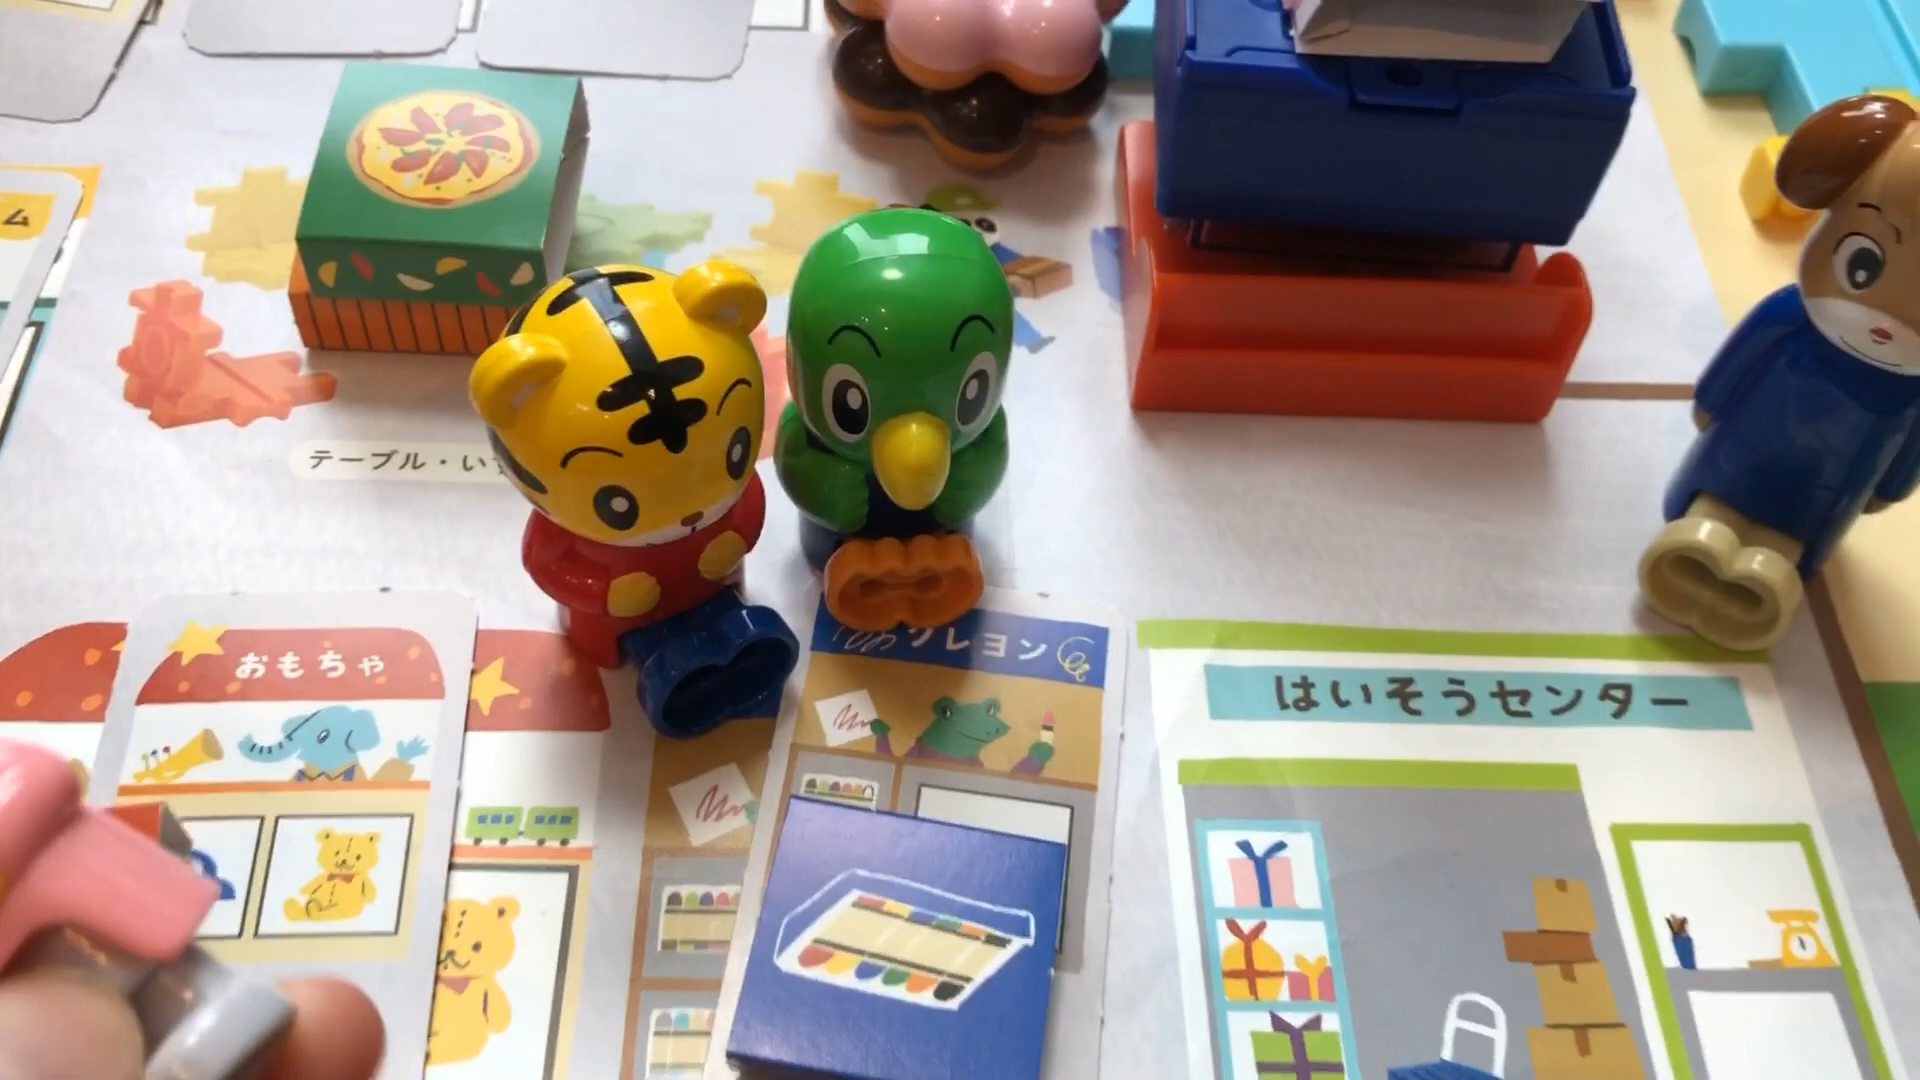 ム
テーブル・い
クレヨン
おもちゃ
はいそうセンター